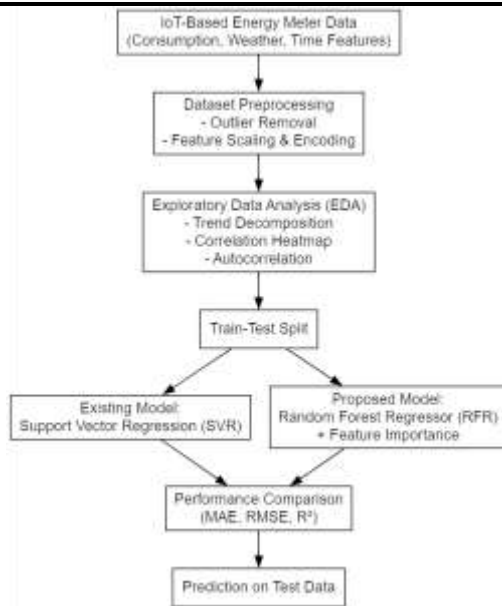 IoT-Based Energy Meter Data
(Consumption, Weather, Time Features)
Dataset Preprocessing
- Outlier Removal
- Feature Scaling & Encoding
Exploratory Data Analysis (EDA)
- Trend Decomposition
- Correlation Heatmap
- Autocorrelation
Train-Test Split
Existing Model:
Support Vector Regression (SVR)
Proposed Model:
Random Forest Regressor (RFR)
+ Feature Importance
Performance Comparison
(MAE, RMSE, R²)
Prediction on Test Data